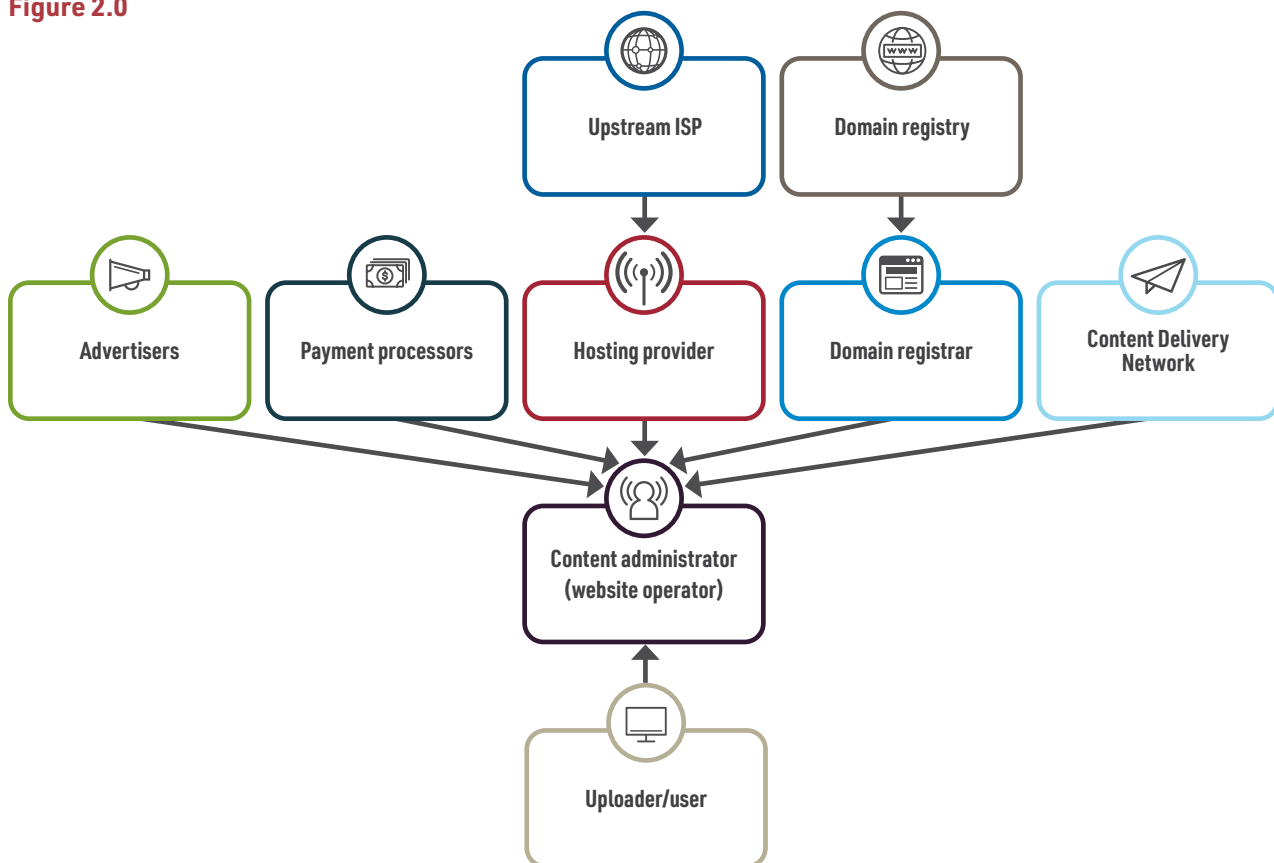 Figure 2.0
www
Upstream ISP
Domain registry
$
Advertisers
Payment processors
Hosting provider
Domain registrar
Content Delivery
Network
Content administrator
(website operator)
Uploader/user